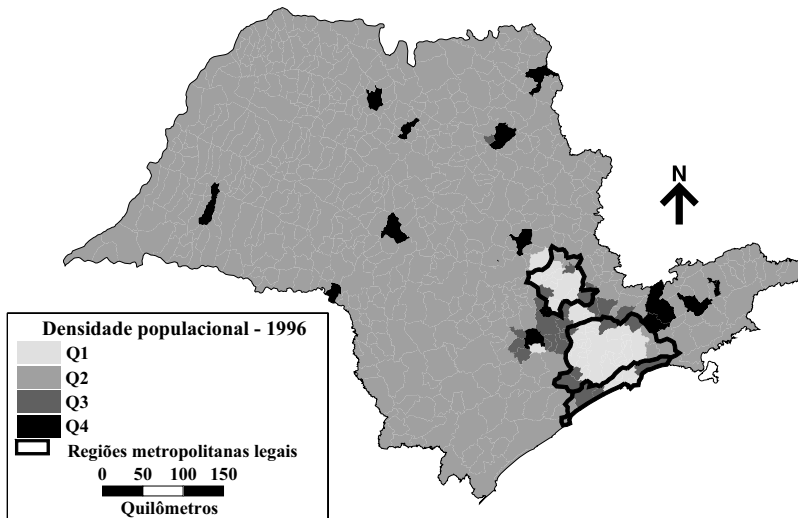 N
Densidade populacional - 1996
Q1
Q2
Q3
Q4
Regiões metropolitanas legais
0 50 100 150
Quilômetros